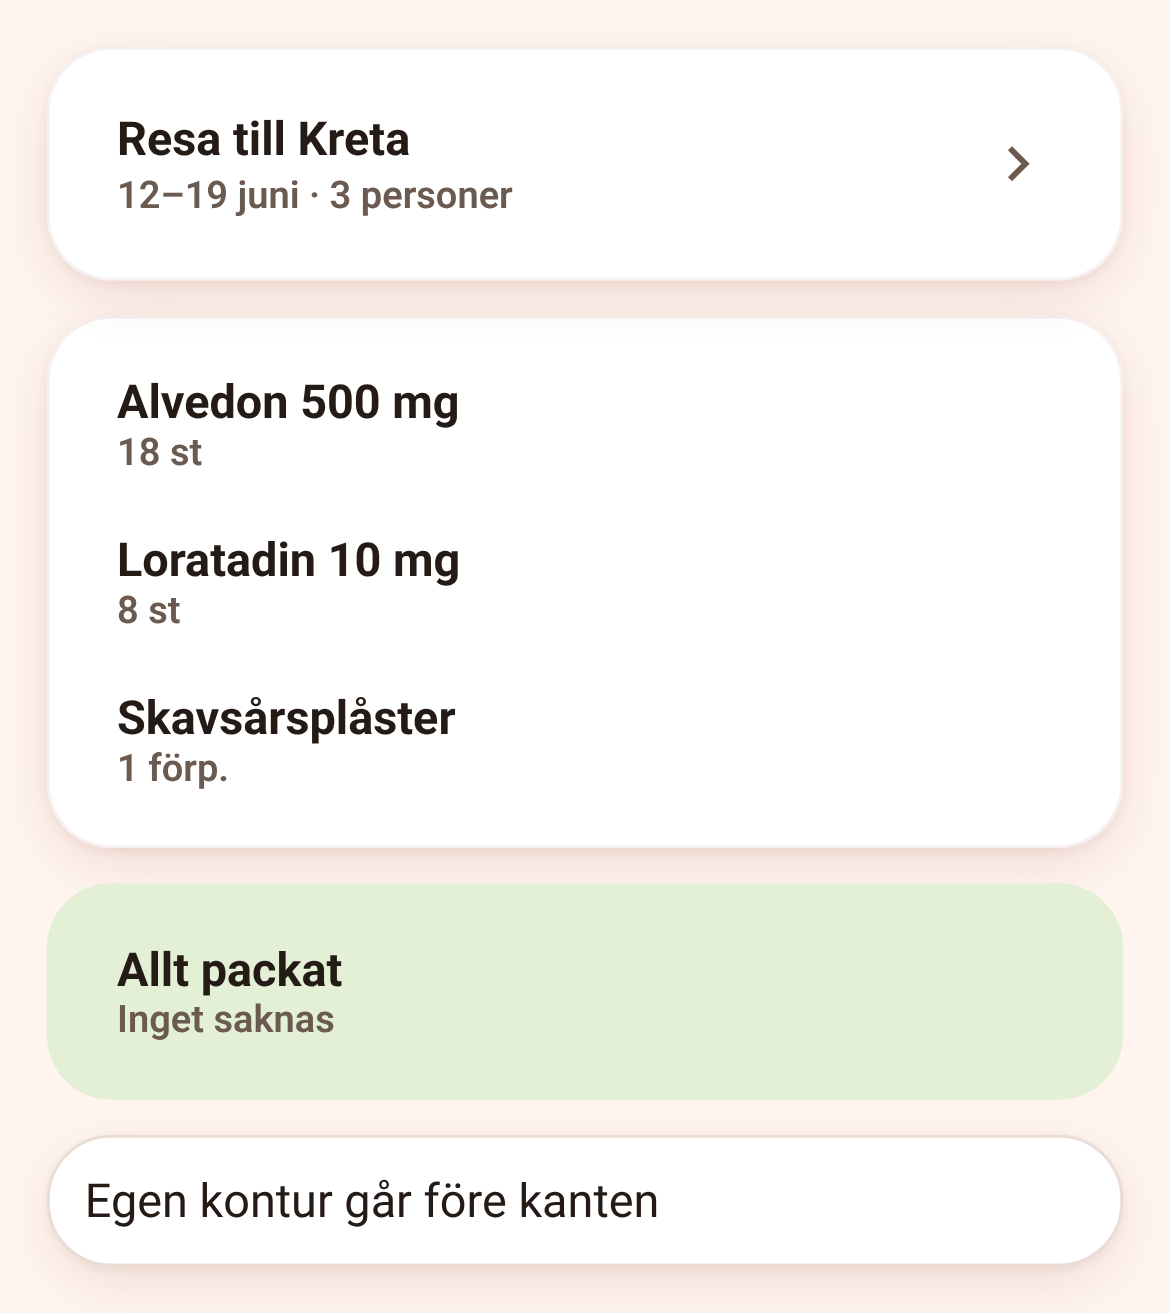 Resa till Kreta
12–19 juni · 3 personer
Alvedon 500 mg
18 st
Loratadin 10 mg
8 st
Skavsårsplåster
1 förp.
Allt packat
Inget saknas
Egen kontur går före kanten